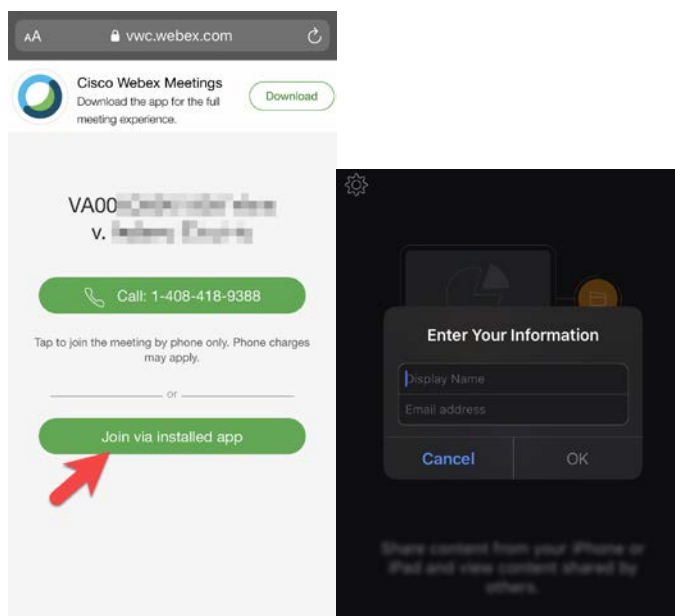 AA vwc.webex.com
Cisco Webex Meetings
Download the app for the full
meeting experience.
Download
VA00
v.
Call: 1-408-418-9388
Tap to join the meeting by phone only. Phone charges
may apply.
or
Join via installed app
Enter Your Information
Display Name
Email address
Cancel OK
Share content from your iPhone or
iPad and view content shared by
others.